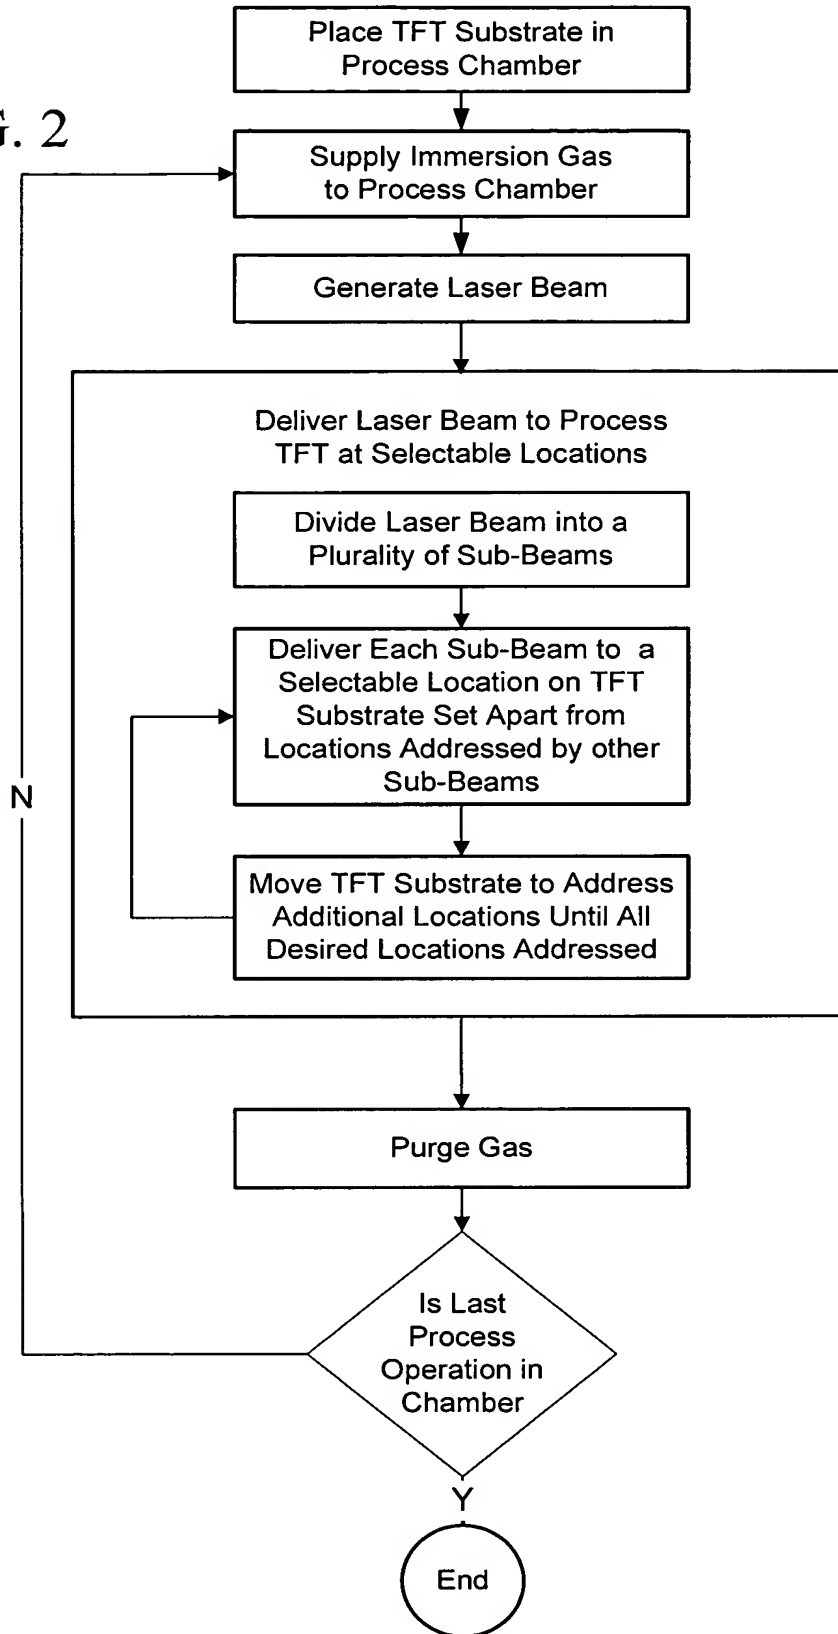 Place TFT Substrate in
Process Chamber
G. 2
Supply Immersion Gas
to Process Chamber
Generate Laser Beam
Deliver Laser Beam to Process
TFT at Selectable Locations
Divide Laser Beam into a
Plurality of Sub-Beams
Deliver Each Sub-Beam to a
Selectable Location on TFT
Substrate Set Apart from
Locations Addressed by other
Sub-Beams
N
Move TFT Substrate to Address
Additional Locations Until All
Desired Locations Addressed
Purge Gas
Is Last
Process
Operation in
Chamber
Y
End